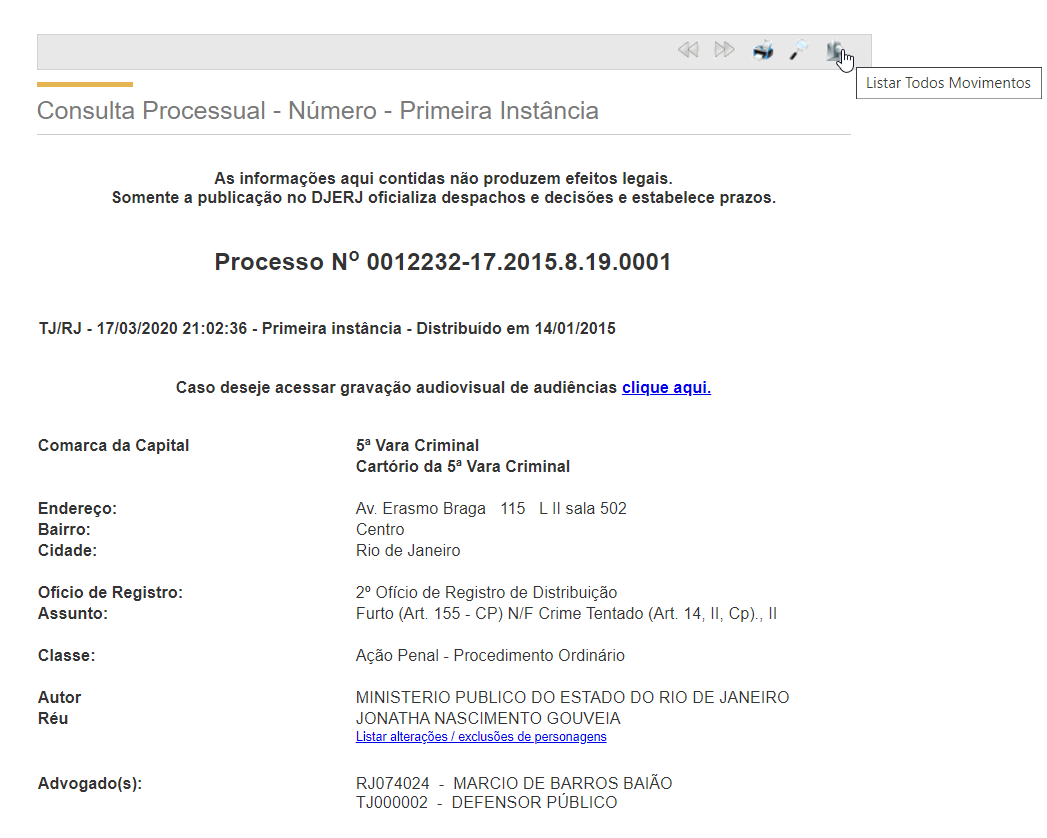 Listar Todos Movimentos
Consulta Processual - Número - Primeira Instância
As informações aqui contidas não produzem efeitos legais.
Somente a publicação no DJERJ oficializa despachos e decisões e estabelece prazos.
Processo Nº 0012232-17.2015.8.19.0001
TJ/RJ - 17/03/2020 21:02:36 - Primeira instância - Distribuído em 14/01/2015
Caso deseje acessar gravação audiovisual de audiências clique aqui.
Comarca da Capital 5ª Vara Criminal
Cartório da 5ª Vara Criminal
Endereço: Av. Erasmo Braga 115 L II sala 502
Bairro: Centro
Cidade: Rio de Janeiro
Ofício de Registro: 2º Ofício de Registro de Distribuição
Assunto: Furto (Art. 155 - CP) N/F Crime Tentado (Art. 14, II, Cp)., II
Classe: Ação Penal - Procedimento Ordinário
Autor MINISTERIO PUBLICO DO ESTADO DO RIO DE JANEIRO
Réu JONATHA NASCIMENTO GOUVEIA
Listar alterações / exclusões de personagens
Advogado(s): RJ074024 - MARCIO DE BARROS BAIÃO
TJ000002 - DEFENSOR PÚBLICO